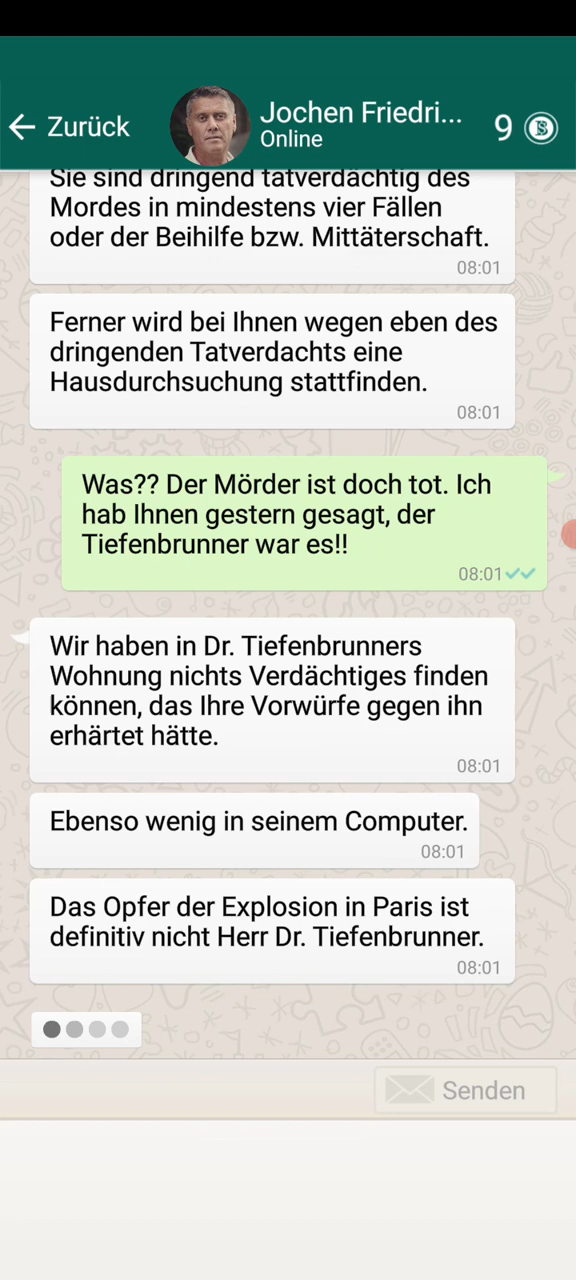 Zurück
Jochen Friedri...
Online
9
Sie sind dringend tatverdächtig des
Mordes in mindestens vier Fällen
oder der Beihilfe bzw. Mittäterschaft.
08:01
Ferner wird bei Ihnen wegen eben des
dringenden Tatverdachts eine
Hausdurchsuchung stattfinden.
08:01
Was?? Der Mörder ist doch tot. Ich
hab Ihnen gestern gesagt, der
Tiefenbrunner war es!!
08:01
Wir haben in Dr. Tiefenbrunners
Wohnung nichts Verdächtiges finden
können, das Ihre Vorwürfe gegen ihn
erhärtet hätte.
08:01
Ebenso wenig in seinem Computer.
08:01
Das Opfer der Explosion in Paris ist
definitiv nicht Herr Dr. Tiefenbrunner.
08:01
Senden